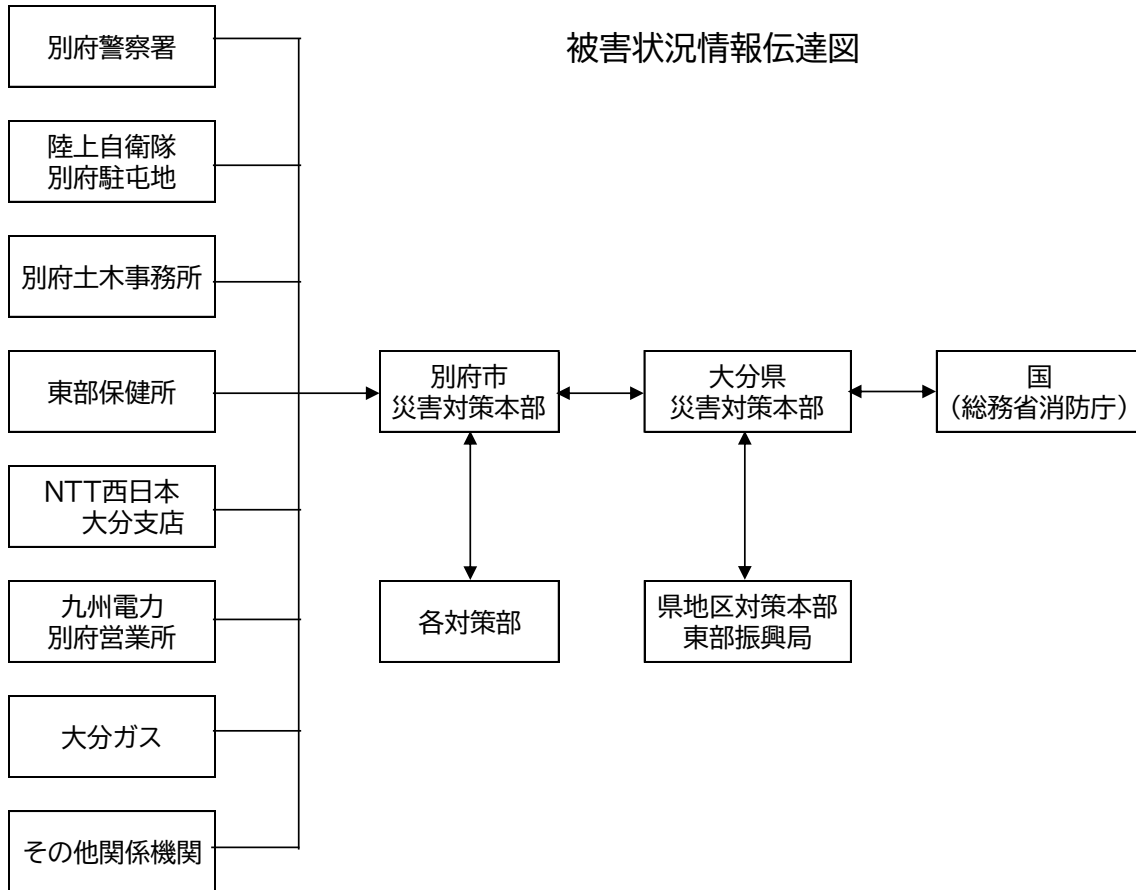 被害状況情報伝達図
別府警察署
陸上自衛隊
別府駐屯地
別府土木事務所
東部保健所
NTT西日本
大分支店
九州電力
別府営業所
大分ガス
その他関係機関
別府市
災害対策本部
大分県
災害対策本部
国
（総務省消防庁）
各対策部
県地区対策本部
東部振興局